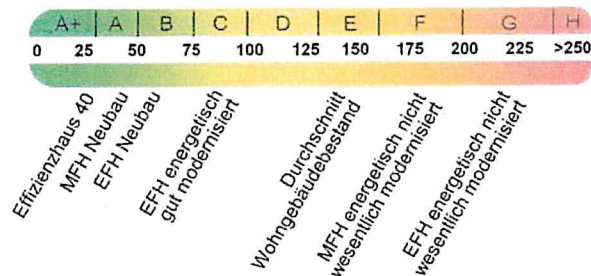 A+ A B C D E F G H
0 25 50 75 100 125 150 175 200 225 >250
Effizienzhaus 40
MFH Neubau
EFH Neubau
EFH energetisch
gut modernisiert
Durchschnitt
Wohngebäudebestand
MFH energetisch nicht
wesentlich modernisiert
EFH energetisch nicht
wesentlich modernisiert